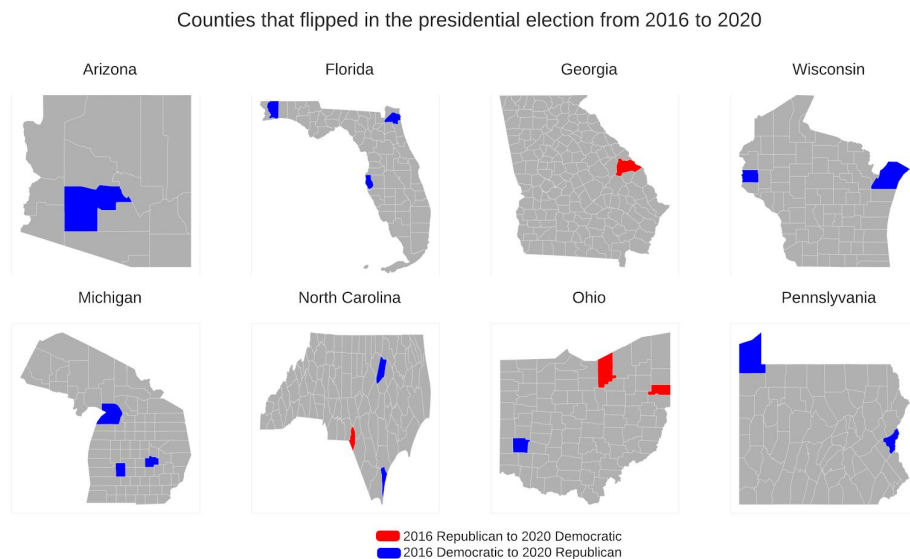 Counties that flipped in the presidential election from 2016 to 2020
Arizona
Florida
Georgia
Wisconsin
Michigan
North Carolina
Ohio
Pennslyvania
2016 Republican to 2020 Democratic
2016 Democratic to 2020 Republican